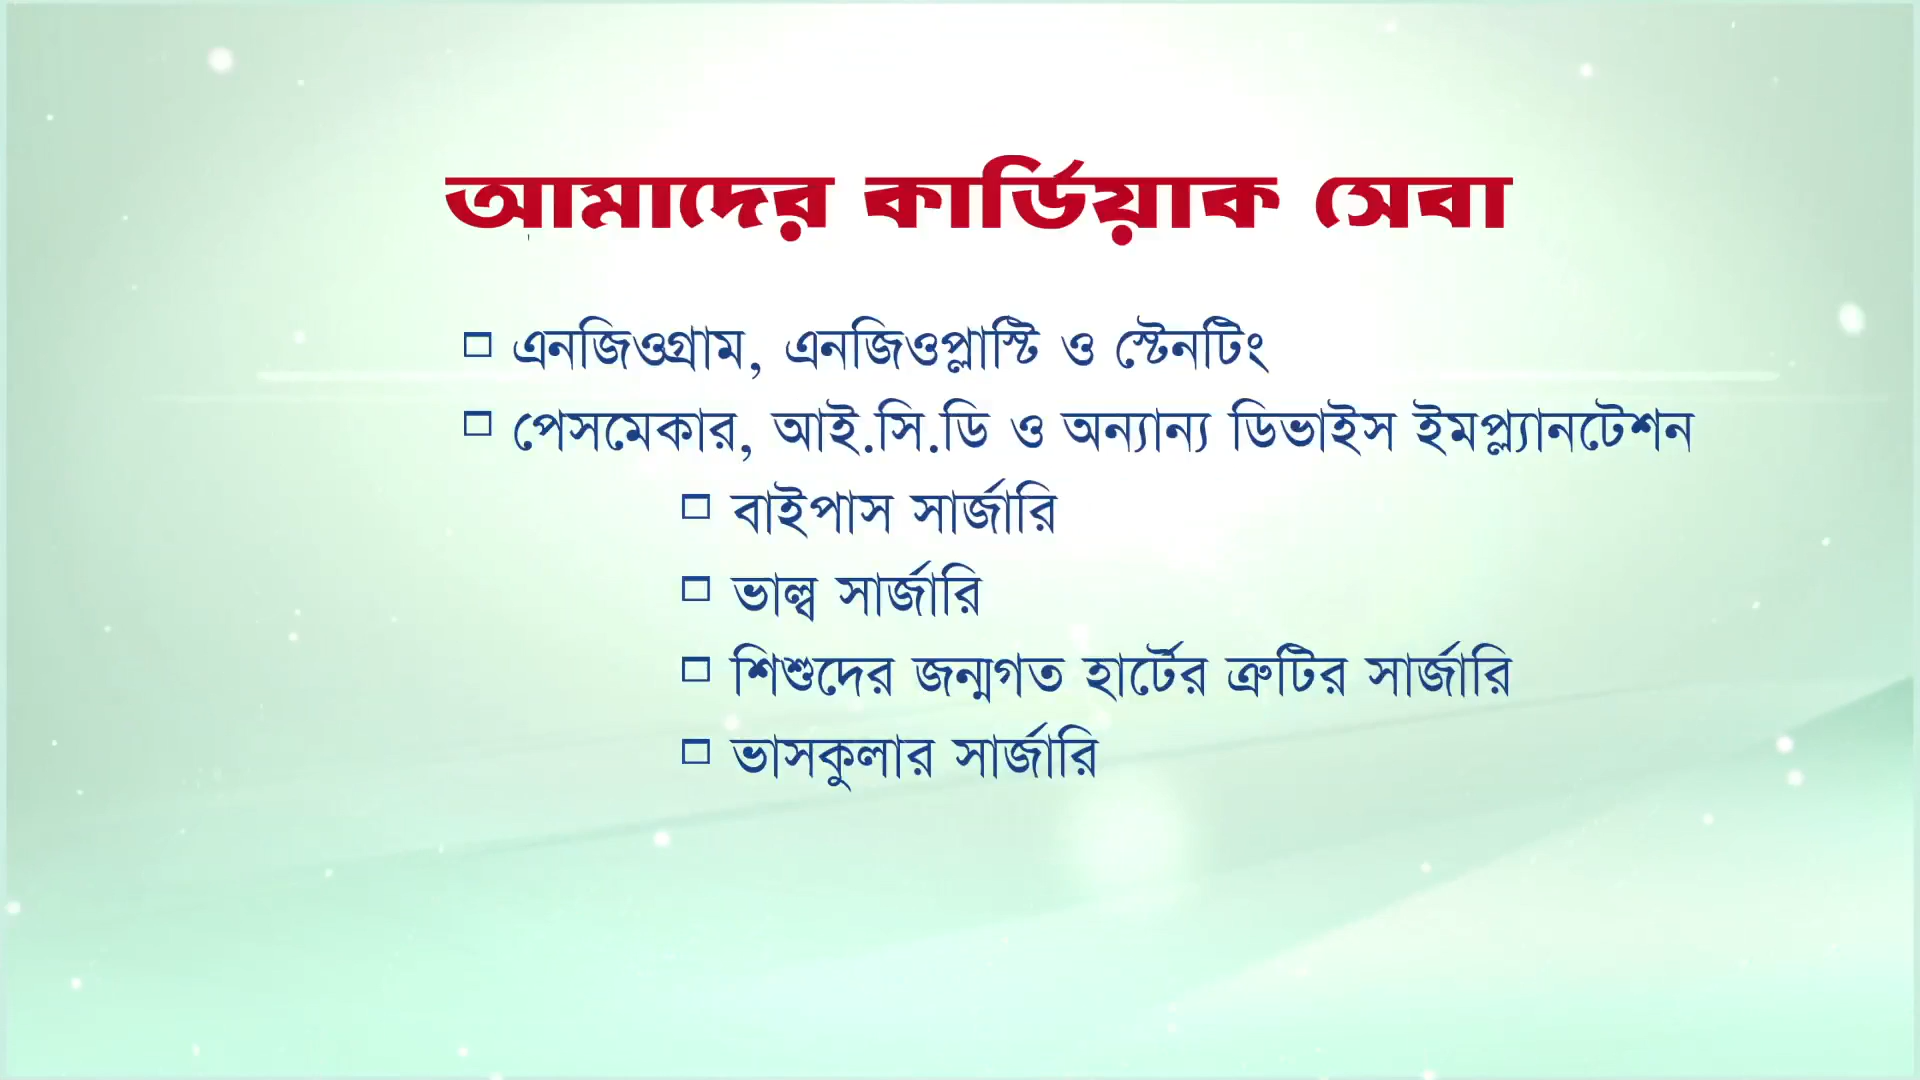 আমাদের কার্ডিয়াক সেবা
□ এনজিওগ্রাম, এনজিওপ্লাস্টি ও স্টেনটিং
□ পেসমেকার, আই.সি.ডি ও অন্যান্য ডিভাইস ইমপ্ল্যানটেশন
□ বাইপাস সার্জারি
□ ভাল্ব সার্জারি
□ শিশুদের জন্মগত হার্টের ত্রুটির সার্জারি
□ ভাসকুলার সার্জারি